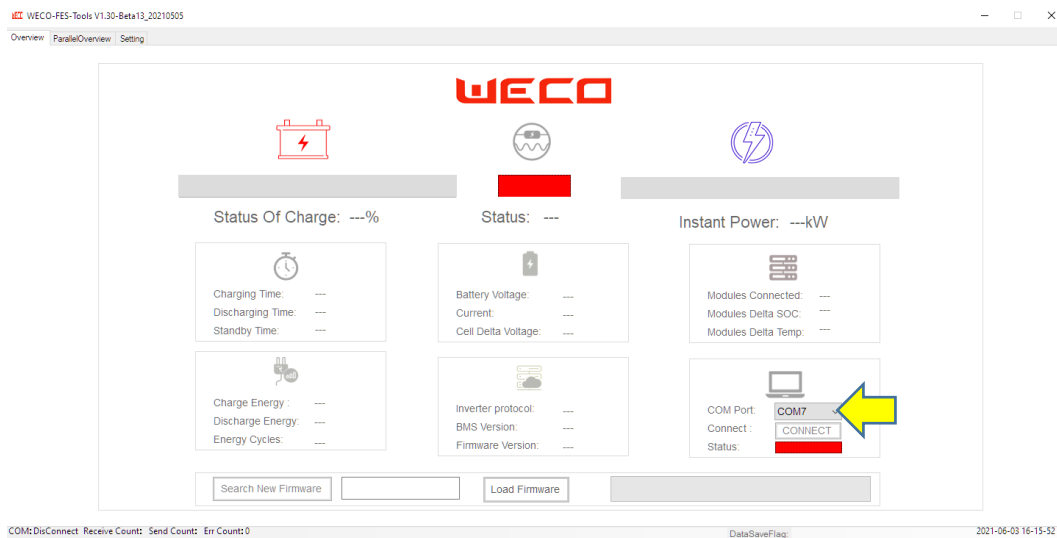 WECO WECO-FES-Tools V1.30-Beta13_20210505
Overview ParallelOverview Setting
WECO
Status Of Charge: ---% Status: --- Instant Power: ---kW
Charging Time: ---
Discharging Time: ---
Standby Time: ---
Battery Voltage: ---
Current: ---
Cell Delta Voltage: ---
Modules Connected: ---
Modules Delta SOC: ---
Modules Delta Temp: ---
Charge Energy : ---
Discharge Energy: ---
Energy Cycles: ---
Inverter protocol: ---
BMS Version: ---
Firmware Version: ---
COM Port: COM7
Connect : CONNECT
Status:
Search New Firmware Load Firmware
COM: DisConnect Receive Count: Send Count: Err Count: 0 DataSaveFlag: 2021-06-03 16-15-52